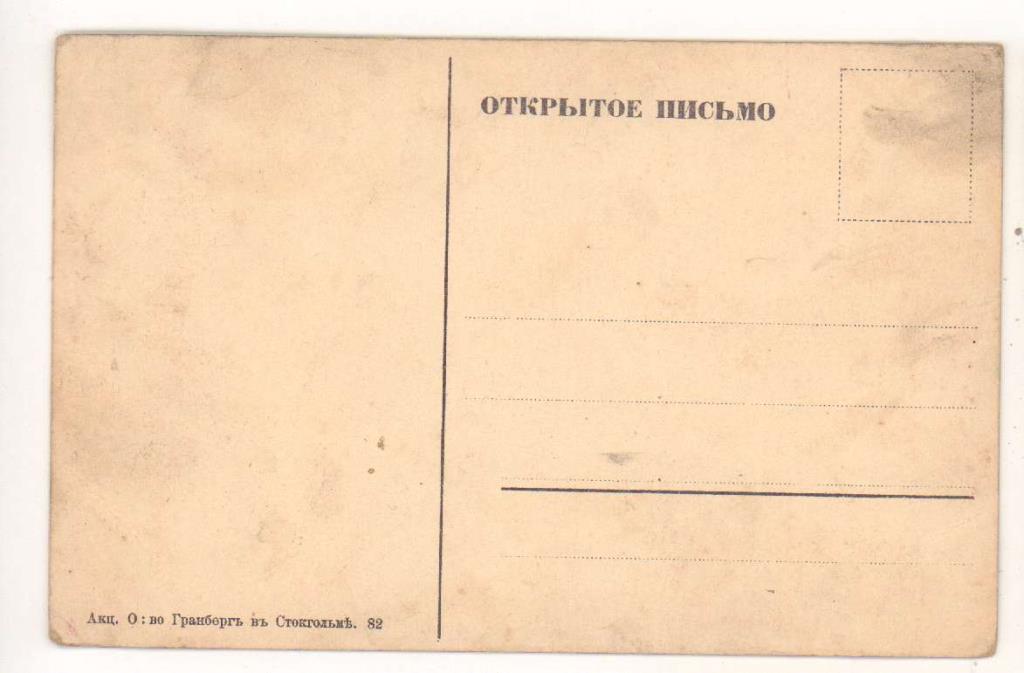 ОТКРЫТОЕ ПИСЬМО
Акц. О: во Гранбергъ въ Стокгольмѣ. 82